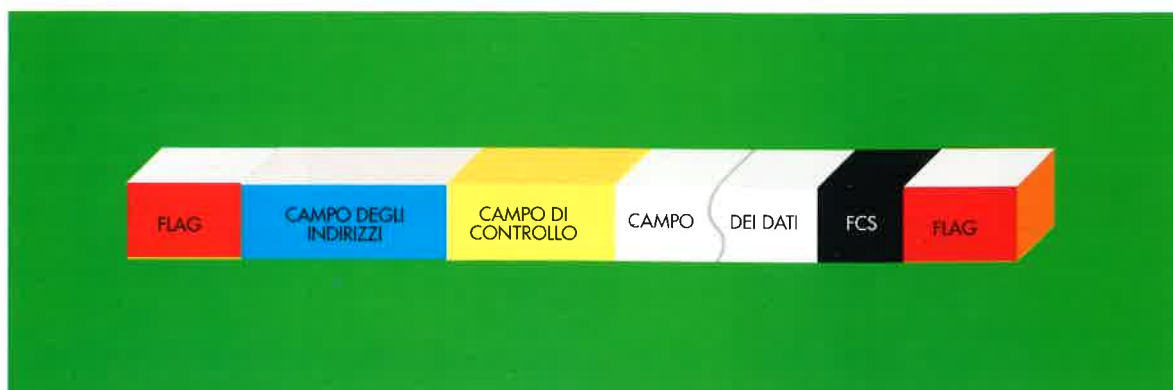 FLAG
CAMPO DEGLI
INDIRIZZI
CAMPO DI
CONTROLLO
CAMPO
DEI DATI
FCS
FLAG